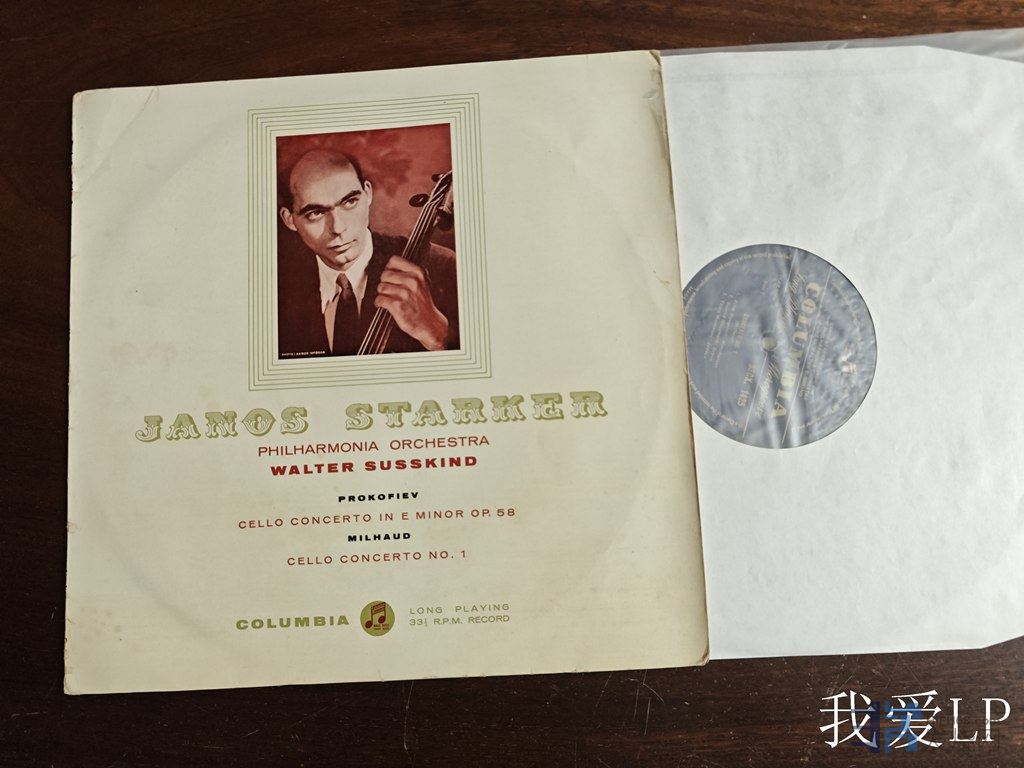 JANOS STARKER
PHILHARMONIA ORCHESTRA
WALTER SUSSKIND
PROKOFIEV
CELLO CONCERTO IN E MINOR OP. 58
MILHAUD
CELLO CONCERTO NO. 1
COLUMBIA
LONG PLAYING
33⅓ R.P.M. RECORD
COLUMBIA
我爱LP